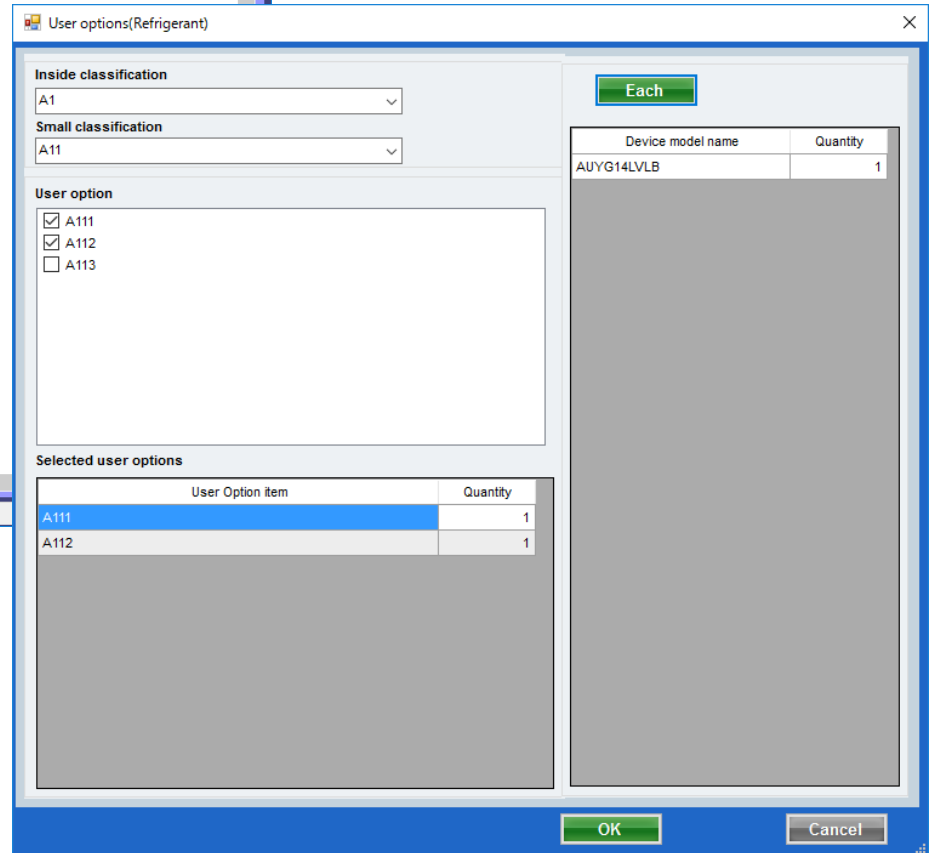 User options(Refrigerant)
Inside classification
A1
Small classification
A11
User option
A111
A112
A113
Selected user options
User Option item Quantity
A111 1
A112 1
Each
Device model name Quantity
AUYG14LVLB 1
OK Cancel